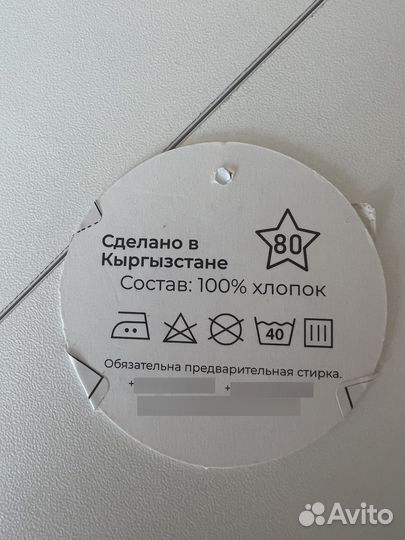 Сделано в
Кыргызстане
80
Состав: 100% хлопок
40
Обязательна предварительная стирка.
+ +
Avito